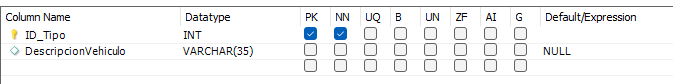 Column Name Datatype PK NN UQ B UN ZF AI G Default/Expression
ID_Tipo INT
DescripcionVehiculo VARCHAR(35) NULL